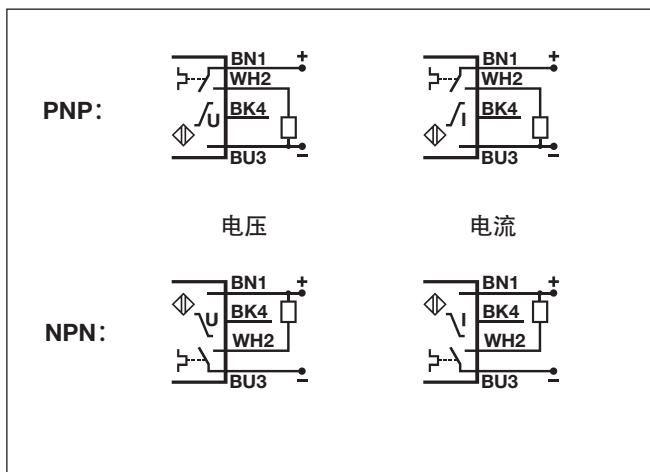 BN1 +
WH2
PNP：
BK4
U
BU3 −
BN1 +
WH2
BK4
I
BU3 −
电压
电流
BN1 +
BK4
U
NPN：
WH2
BU3 −
BN1 +
BK4
I
WH2
BU3 −